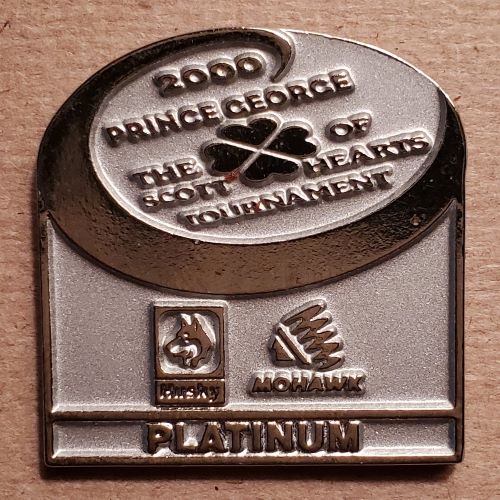 2000
PRINCE GEORGE
THE OF
SCOTT HEARTS
TOURNAMENT
Husky
MOHAWK
PLATINUM